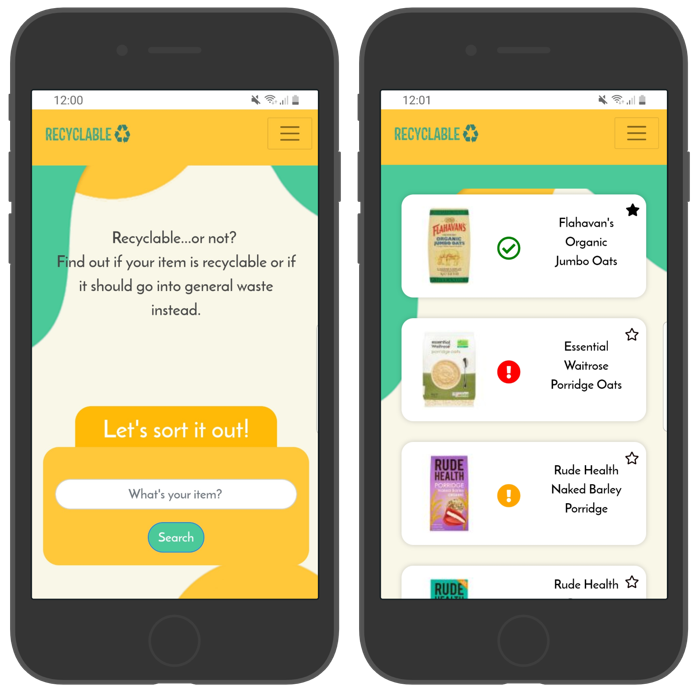 12:00
RECYCLABLE
Recyclable...or not?
Find out if your item is recyclable or if
it should go into general
waste
instead.
Let's sort it out!
What's your item?
Search
12:01
RECYCLABLE
FLAHAVANS
ORGANIC
JUMBO OATS
Flahavan's
Organic
Jumbo Oats
essential
Waitrose
porridge oats
Essential
Waitrose
Porridge Oats
RUDE
HEALTH
PORRIDGE
Rude Health
Naked Barley
Porridge
RUDE
HEALTH
Rude Health